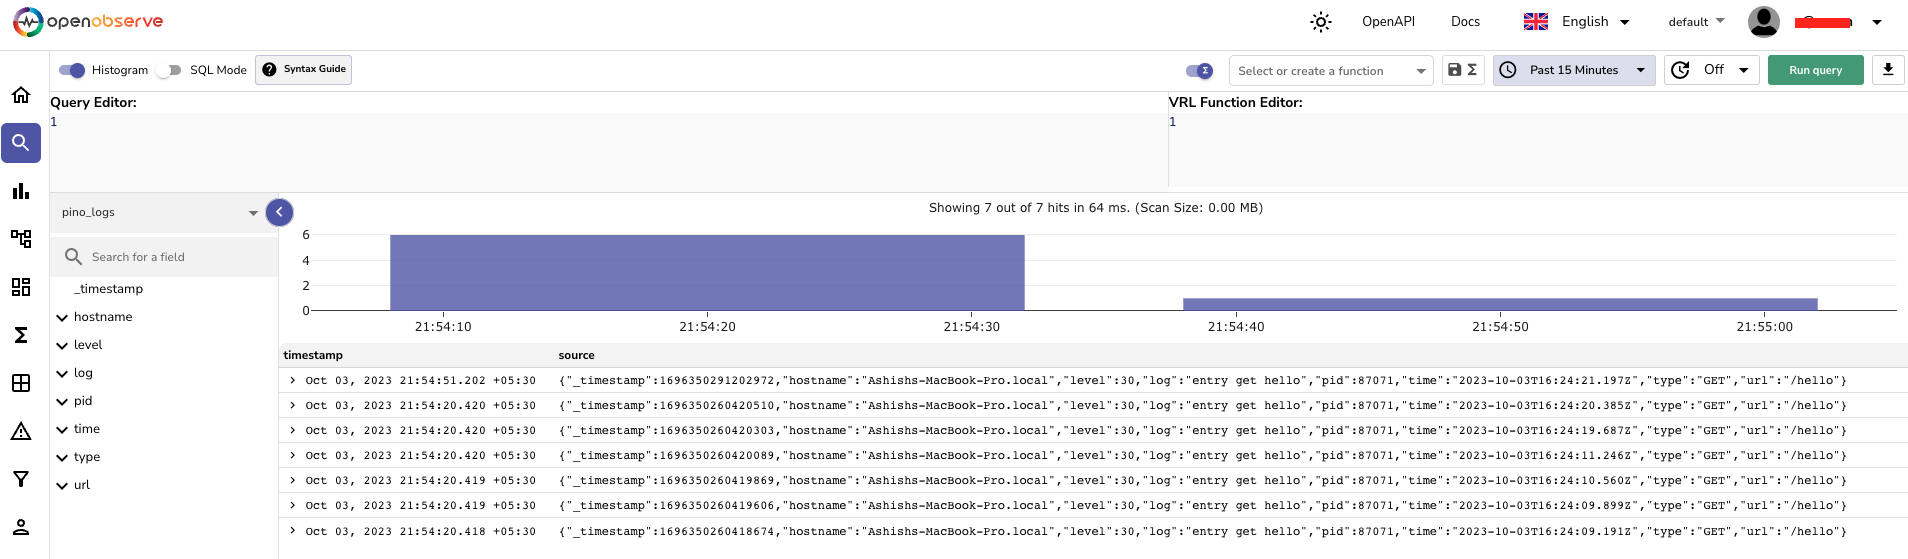 openobserve
OpenAPI Docs English default
Histogram SQL Mode Syntax Guide Select or create a function Past 15 Minutes Off Run query
Query Editor: VRL Function Editor:
1 1
pino_logs
Showing 7 out of 7 hits in 64 ms. (Scan Size: 0.00 MB)
Search for a field
_timestamp
hostname
level
log
pid
time
type
url
6
4
2
0
21:54:10 21:54:20 21:54:30 21:54:40 21:54:50 21:55:00
timestamp source
Oct 03, 2023 21:54:51.202 +05:30 {"_timestamp":1696350291202972,"hostname":"Ashishs-MacBook-Pro.local","level":30,"log":"entry get hello","pid":87071,"time":"2023-10-03T16:24:21.197Z","type":"GET","url":"/hello"}
Oct 03, 2023 21:54:20.420 +05:30 {"_timestamp":1696350260420510,"hostname":"Ashishs-MacBook-Pro.local","level":30,"log":"entry get hello","pid":87071,"time":"2023-10-03T16:24:20.385Z","type":"GET","url":"/hello"}
Oct 03, 2023 21:54:20.420 +05:30 {"_timestamp":1696350260420303,"hostname":"Ashishs-MacBook-Pro.local","level":30,"log":"entry get hello","pid":87071,"time":"2023-10-03T16:24:19.687Z","type":"GET","url":"/hello"}
Oct 03, 2023 21:54:20.420 +05:30 {"_timestamp":1696350260420089,"hostname":"Ashishs-MacBook-Pro.local","level":30,"log":"entry get hello","pid":87071,"time":"2023-10-03T16:24:11.246Z","type":"GET","url":"/hello"}
Oct 03, 2023 21:54:20.419 +05:30 {"_timestamp":1696350260419869,"hostname":"Ashishs-MacBook-Pro.local","level":30,"log":"entry get hello","pid":87071,"time":"2023-10-03T16:24:10.560Z","type":"GET","url":"/hello"}
Oct 03, 2023 21:54:20.419 +05:30 {"_timestamp":1696350260419606,"hostname":"Ashishs-MacBook-Pro.local","level":30,"log":"entry get hello","pid":87071,"time":"2023-10-03T16:24:09.899Z","type":"GET","url":"/hello"}
Oct 03, 2023 21:54:20.418 +05:30 {"_timestamp":1696350260418674,"hostname":"Ashishs-MacBook-Pro.local","level":30,"log":"entry get hello","pid":87071,"time":"2023-10-03T16:24:09.191Z","type":"GET","url":"/hello"}